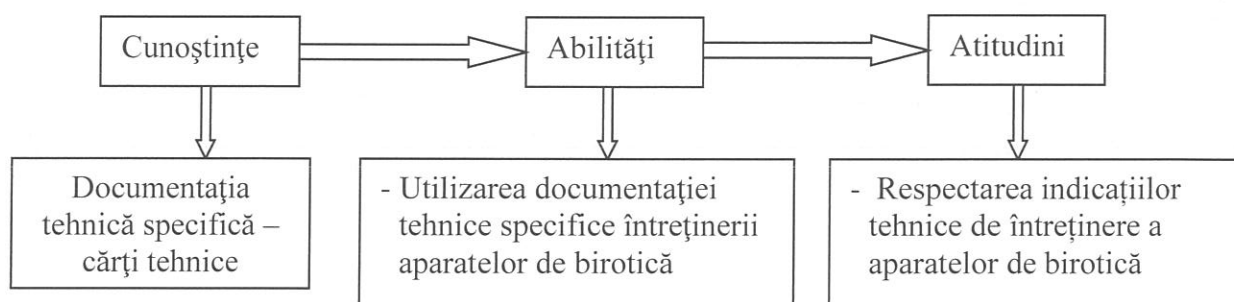 Cunoştinţe
Abilităţi
Atitudini
Documentaţia
tehnică specifică –
cărţi tehnice
- Utilizarea documentaţiei
tehnice specifice întreţinerii
aparatelor de birotică
- Respectarea indicațiilor
tehnice de întreținere a
aparatelor de birotică